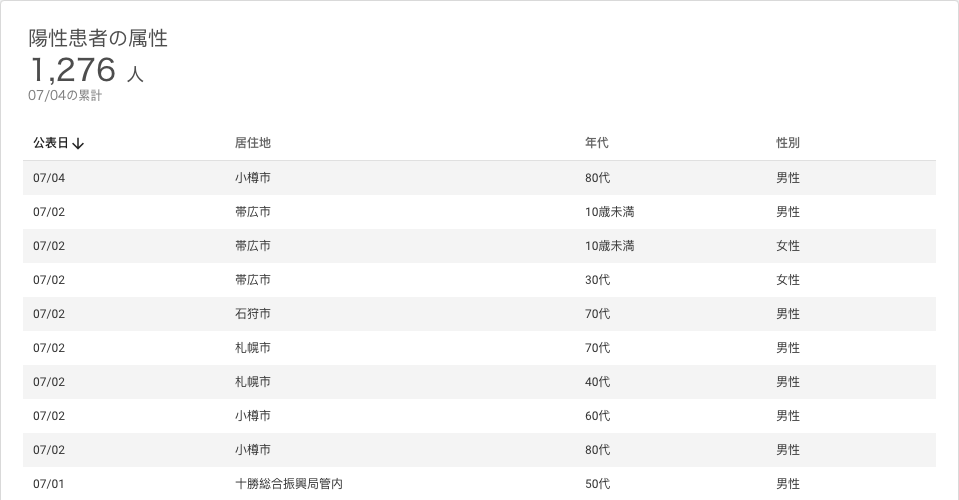 陽性患者の属性
1,276 人
07/04の累計
公表日↓ 居住地 年代 性別
07/04 小樽市 80代 男性
07/02 帯広市 10歳未満 男性
07/02 帯広市 10歳未満 女性
07/02 帯広市 30代 女性
07/02 石狩市 70代 男性
07/02 札幌市 70代 男性
07/02 札幌市 40代 男性
07/02 小樽市 60代 男性
07/02 小樽市 80代 男性
07/01 十勝総合振興局管内 50代 男性